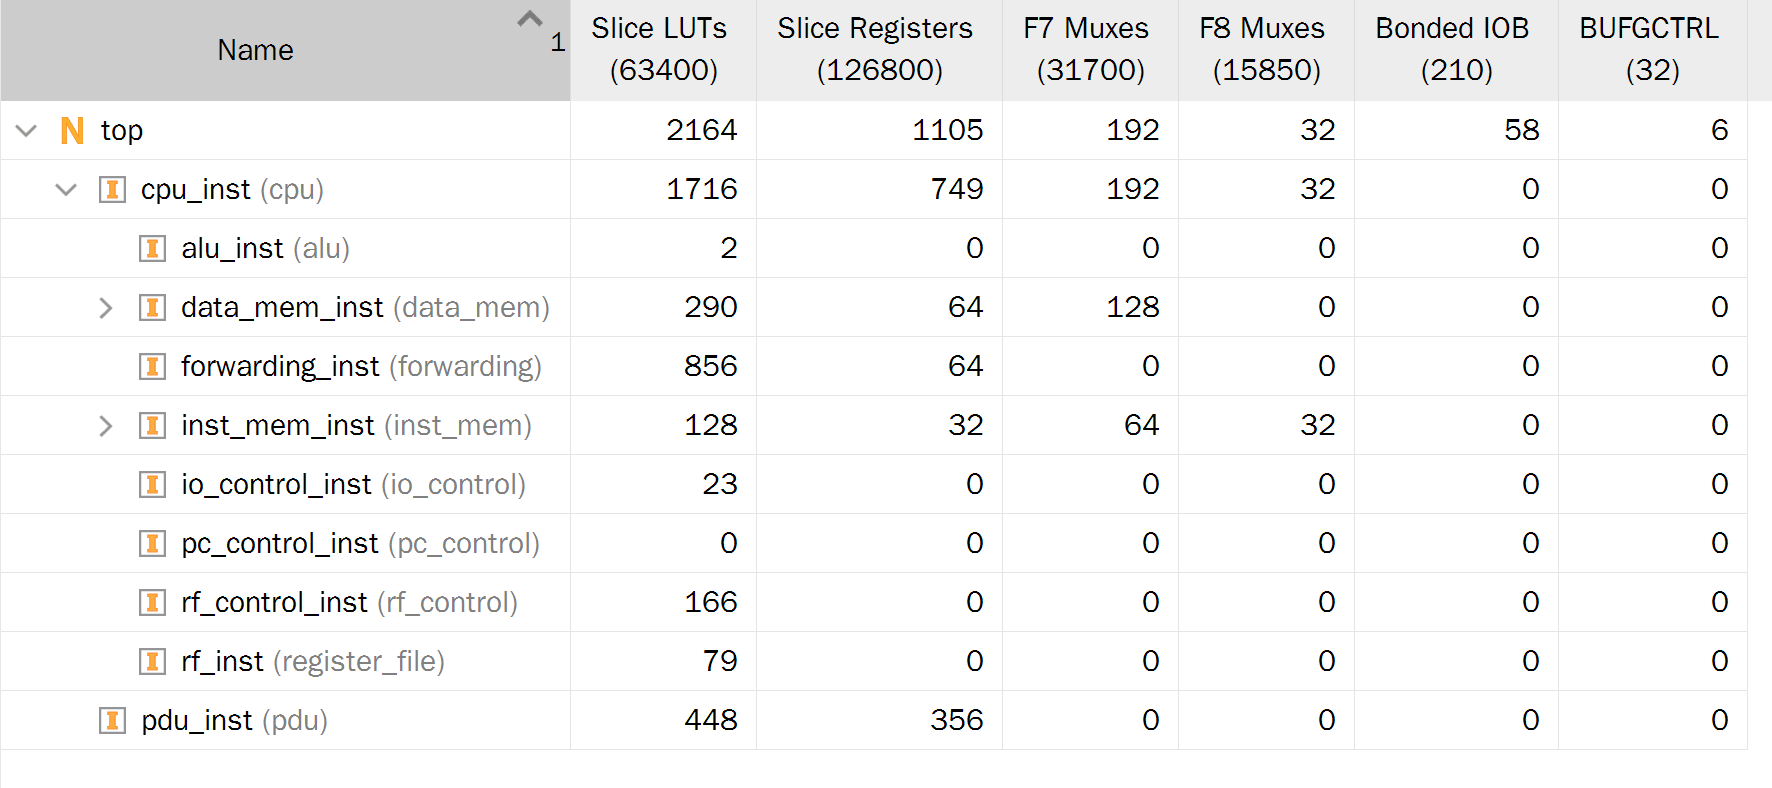 Name 1 Slice LUTs (63400) Slice Registers (126800) F7 Muxes (31700) F8 Muxes (15850) Bonded IOB (210) BUFGCTRL (32)
N top 2164 1105 192 32 58 6
I cpu_inst (cpu) 1716 749 192 32 0 0
I alu_inst (alu) 2 0 0 0 0 0
I data_mem_inst (data_mem) 290 64 128 0 0 0
I forwarding_inst (forwarding) 856 64 0 0 0 0
I inst_mem_inst (inst_mem) 128 32 64 32 0 0
I io_control_inst (io_control) 23 0 0 0 0 0
I pc_control_inst (pc_control) 0 0 0 0 0 0
I rf_control_inst (rf_control) 166 0 0 0 0 0
I rf_inst (register_file) 79 0 0 0 0 0
I pdu_inst (pdu) 448 356 0 0 0 0